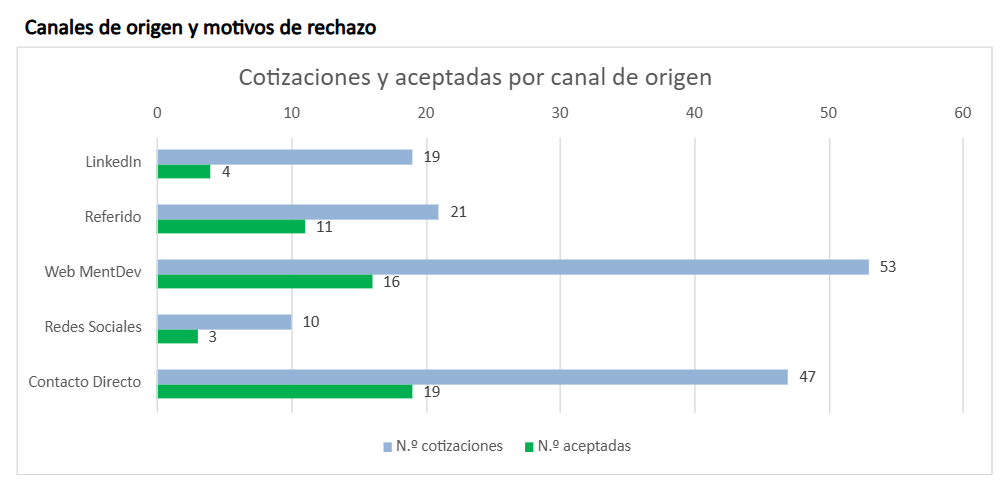 Canales de origen y motivos de rechazo
Cotizaciones y aceptadas por canal de origen
0 10 20 30 40 50 60
LinkedIn 19
4
Referido 21
11
Web MentDev 53
16
Redes Sociales 10
3
Contacto Directo 47
19
N.º cotizaciones N.º aceptadas